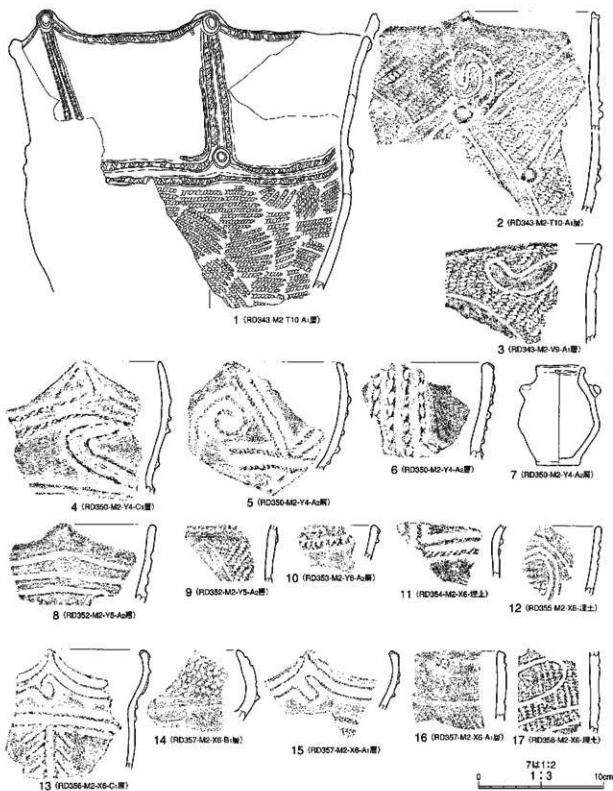 1 (RD343-M2-T10-A₁層)
2 (RD343-M2-T10-A₁層)
3 (RD343-M2-V9-A₁層)
4 (RD350-M2-Y4-C₁層)
5 (RD350-M2-Y4-A₂層)
6 (RD350-M2-Y4-A₂層)
7 (RD350-M2-Y4-A₂層)
8 (RD352-M2-Y5-A₂層)
9 (RD352-M2-Y5-A₂層)
10 (RD353-M2-Y6-A₂層)
11 (RD354-M2-X6-埋土)
12 (RD355-M2-X6-埋土)
13 (RD356-M2-X6-C₁層)
14 (RD357-M2-X6-B₁層)
15 (RD357-M2-X6-A₁層)
16 (RD357-M2-X6-A₁層)
17 (RD358-M2-X6-埋土)
7は1:2
0 1:3 10cm